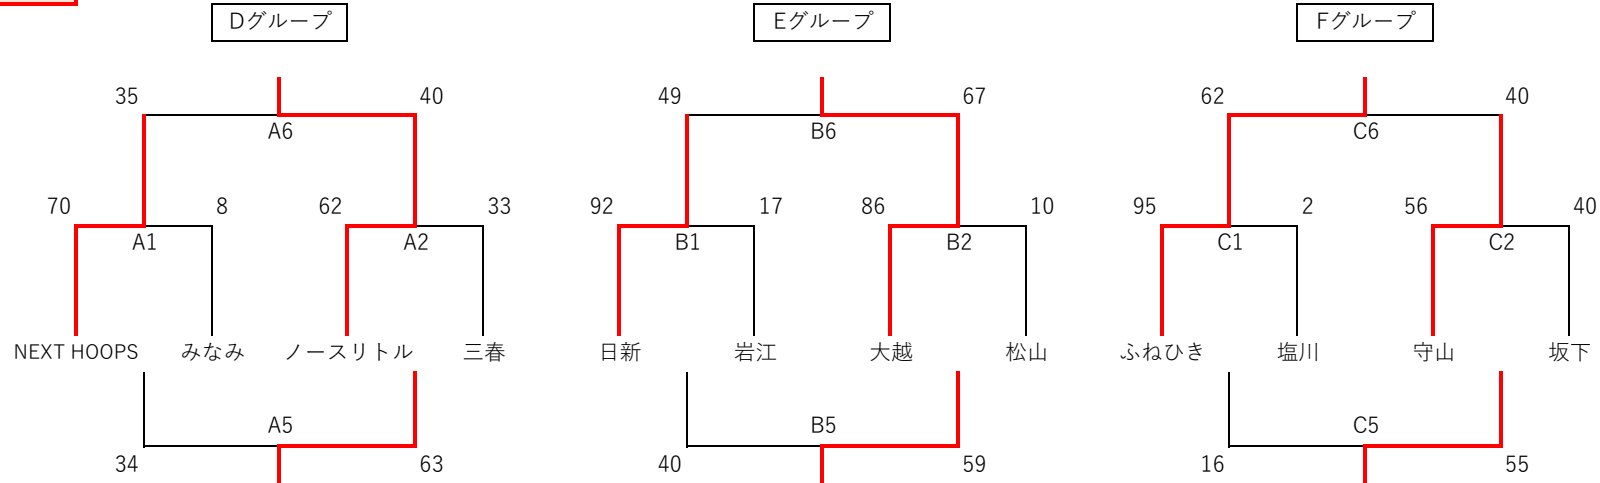 Dグループ Eグループ Fグループ
35 40 49 67 62 40
A6 B6 C6
70 8 62 33 92 17 86 10 95 2 56 40
A1 A2 B1 B2 C1 C2
NEXT HOOPS みなみ ノースリトル 三春 日新 岩江 大越 松山 ふねひき 塩川 守山 坂下
A5 B5 C5
34 63 40 59 16 55